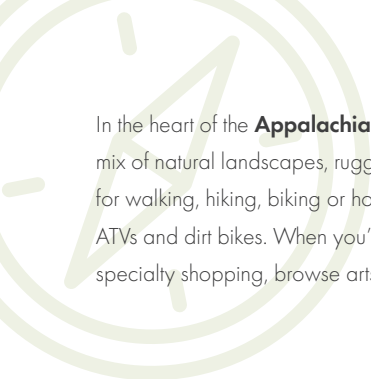 In the heart of the Appalachia
mix of natural landscapes, rugg
for walking, hiking, biking or ho
ATVs and dirt bikes. When you'
specialty shopping, browse arts